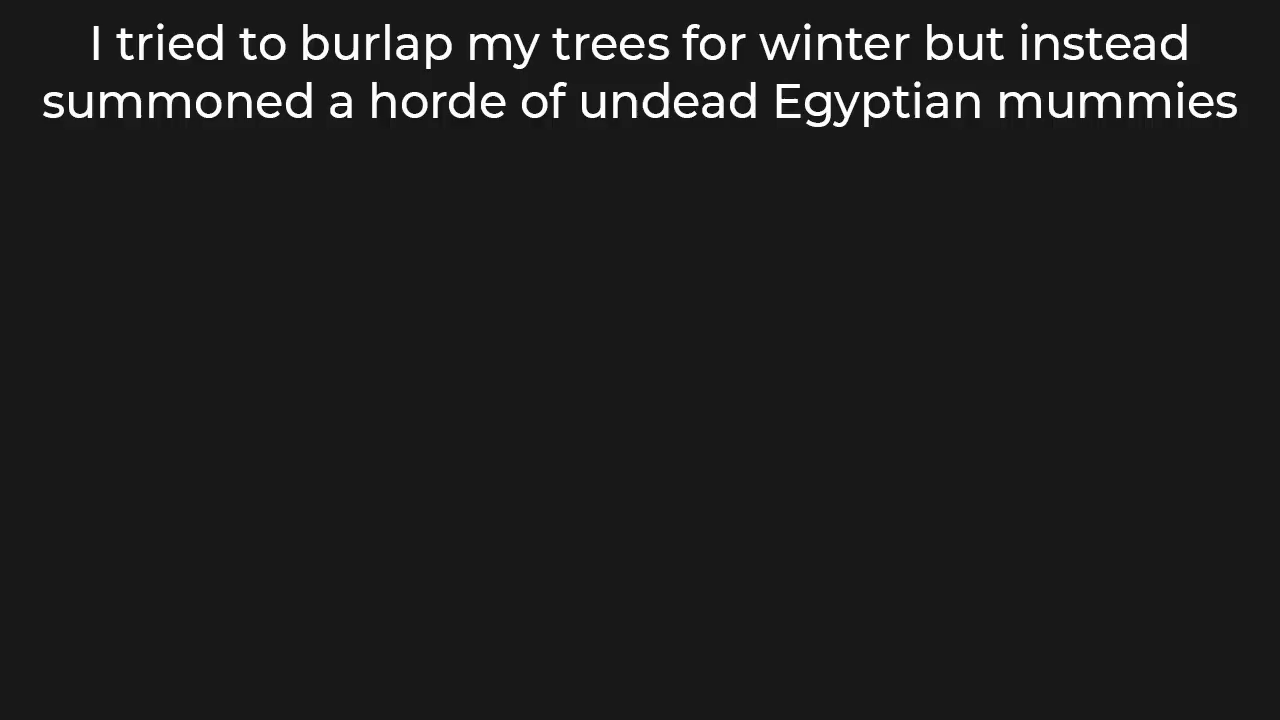 I tried to burlap my trees for winter but instead
summoned a horde of undead Egyptian mummies